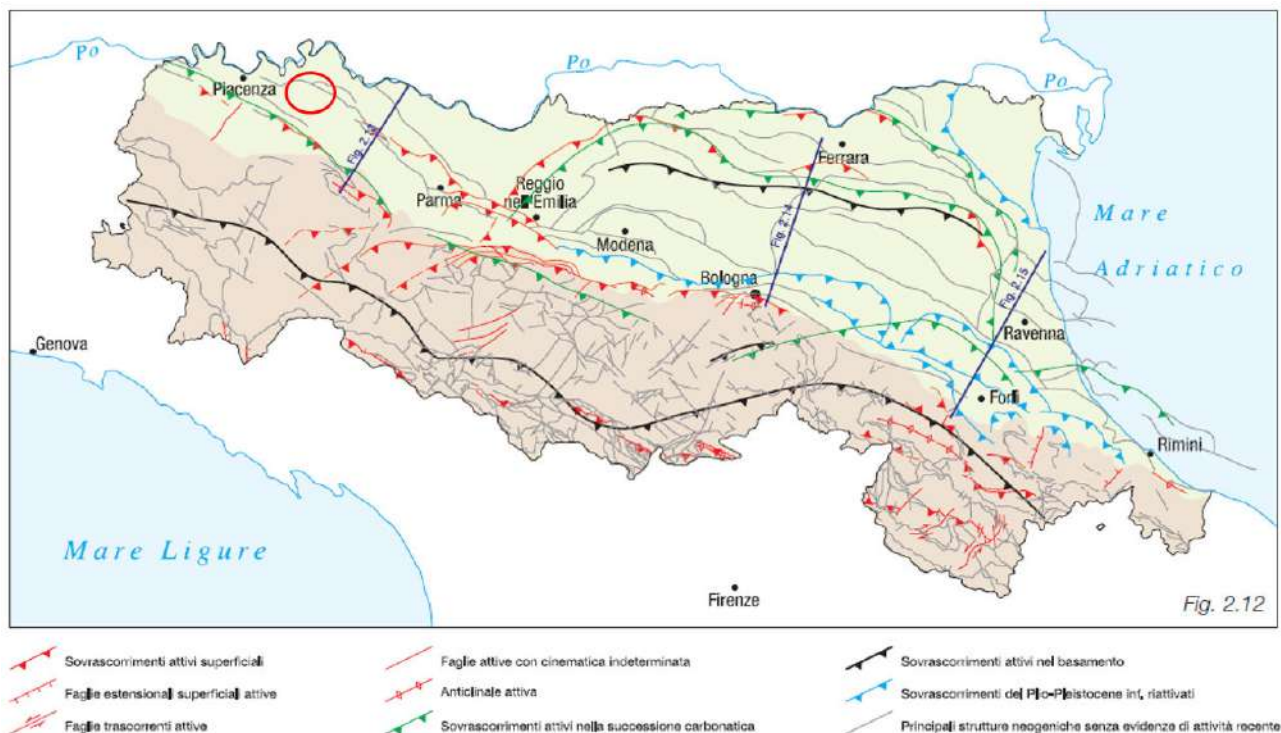 Po
Po
Po
Piacenza
Fig. 2.13
Parma
Reggio
nell'Emilia
Modena
Bologna
Ferrara
Fig. 2.14
Fig. 2.15
Ravenna
Forlì
Rimini
Mare
Adriatico
Genova
Mare Ligure
Firenze
Fig. 2.12
Sovrascorrimenti attivi superficiali
Faglie attive con cinematica indeterminata
Sovrascorrimenti attivi nel basamento
Faglie estensionali superficiali attive
Anticlinale attiva
Sovrascorrimenti del Plio-Pleistocene inf. riattivati
Faglie trascorrenti attive
Sovrascorrimenti attivi nella successione carbonatica
Principali strutture neogeniche senza evidenze di attività recente